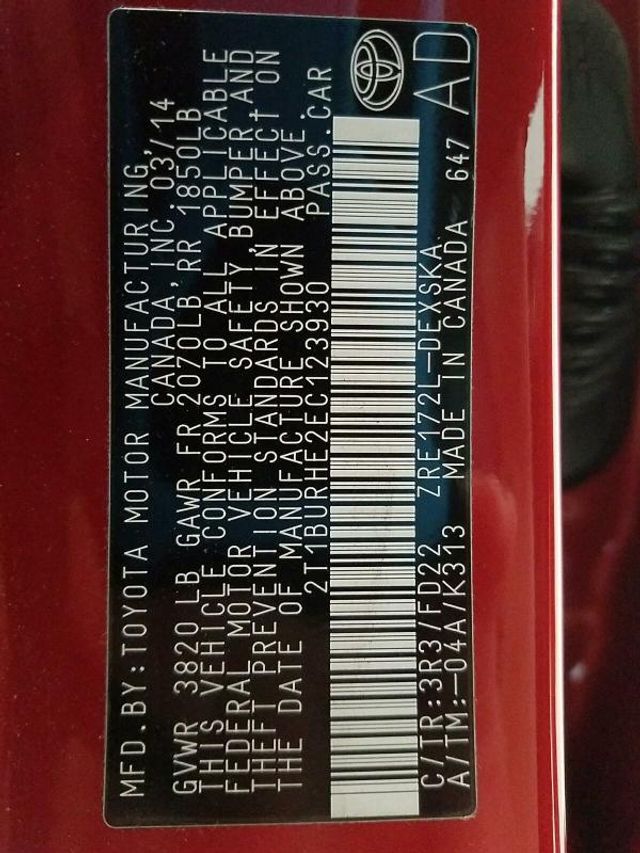 MFD.BY:TOYOTA MOTOR MANUFACTURING,
CANADA,INC. 03/14
GVWR 3820 LB GAWR FR 2070LB RR 1850LB
THIS VEHICLE CONFORMS TO ALL APPLICABLE
FEDERAL MOTOR VEHICLE SAFETY,BUMPER,AND
THEFT PREVENTION STANDARDS IN EFFECT ON
THE DATE OF MANUFACTURE SHOWN ABOVE.
2T1BURHE2EC123930 PASS.CAR
C/TR:3R3/FD22 ZRE172L-DEXSKA
A/TM:-04A/K313 MADE IN CANADA 647
AD